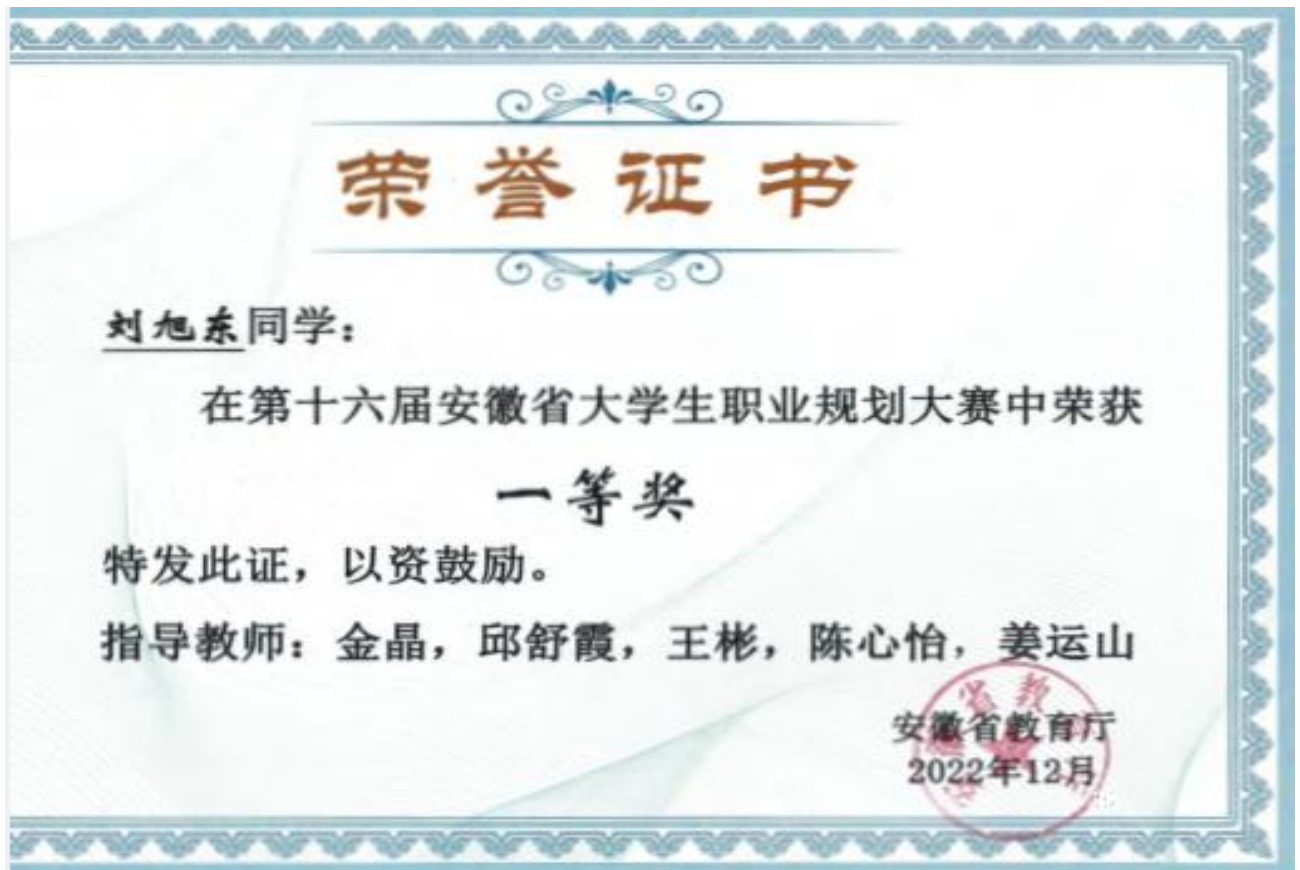 荣誉证书
刘旭东同学：
在第十六届安徽省大学生职业规划大赛中荣获
一等奖
特发此证，以资鼓励。
指导教师：金晶，邱舒霞，王彬，陈心怡，姜运山
安徽省教育厅
2022年12月